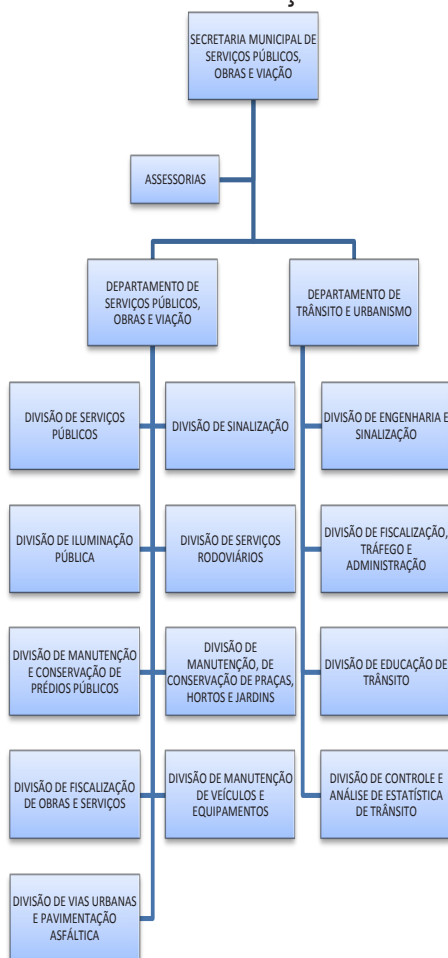 SECRETARIA MUNICIPAL DE
SERVIÇOS PÚBLICOS,
OBRAS E VIAÇÃO
ASSESSORIAS
DEPARTAMENTO DE
SERVIÇOS PÚBLICOS,
OBRAS E VIAÇÃO
DEPARTAMENTO DE
TRÂNSITO E URBANISMO
DIVISÃO DE SERVIÇOS
PÚBLICOS
DIVISÃO DE SINALIZAÇÃO
DIVISÃO DE ENGENHARIA E
SINALIZAÇÃO
DIVISÃO DE ILUMINAÇÃO
PÚBLICA
DIVISÃO DE SERVIÇOS
RODOVIÁRIOS
DIVISÃO DE FISCALIZAÇÃO,
TRÁFEGO E
ADMINISTRAÇÃO
DIVISÃO DE MANUTENÇÃO
E CONSERVAÇÃO DE
PRÉDIOS PÚBLICOS
DIVISÃO DE
MANUTENÇÃO, DE
CONSERVAÇÃO DE PRAÇAS,
HORTOS E JARDINS
DIVISÃO DE EDUCAÇÃO DE
TRÂNSITO
DIVISÃO DE FISCALIZAÇÃO
DE OBRAS E SERVIÇOS
DIVISÃO DE MANUTENÇÃO
DE VEÍCULOS E
EQUIPAMENTOS
DIVISÃO DE CONTROLE E
ANÁLISE DE ESTATÍSTICA
DE TRÂNSITO
DIVISÃO DE VIAS URBANAS
E PAVIMENTAÇÃO
ASFÁLTICA